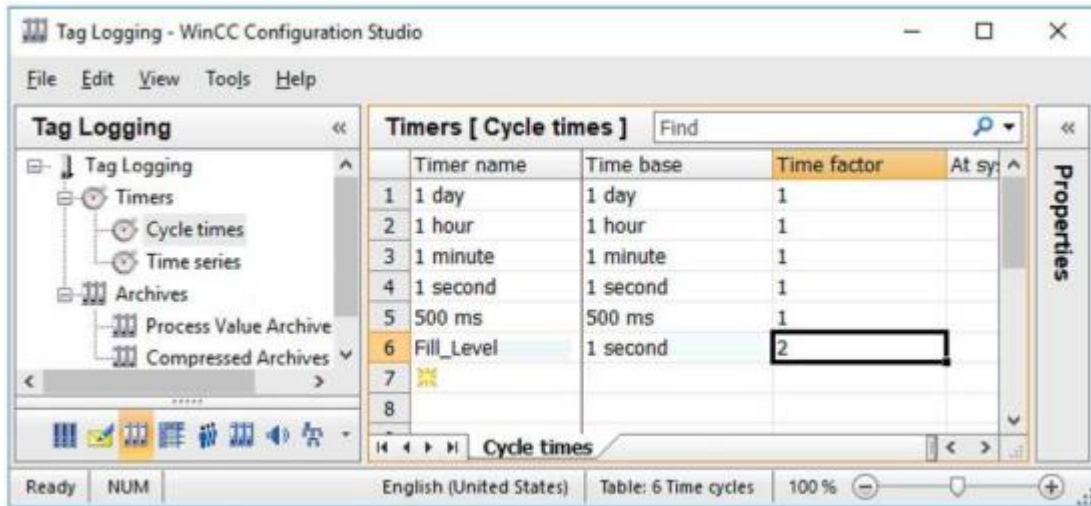 Tag Logging - WinCC Configuration Studio
File Edit View Tools Help
Tag Logging «
Timers [ Cycle times ] Find
«
Tag Logging
Timers
Cycle times
Time series
Archives
Process Value Archive
Compressed Archives
Timer name Time base Time factor At sy
1 1 day 1 day 1
2 1 hour 1 hour 1
3 1 minute 1 minute 1
4 1 second 1 second 1
5 500 ms 500 ms 1
6 Fill_Level 1 second 2
7
8
Cycle times
Properties
Ready NUM English (United States) Table: 6 Time cycles 100 %